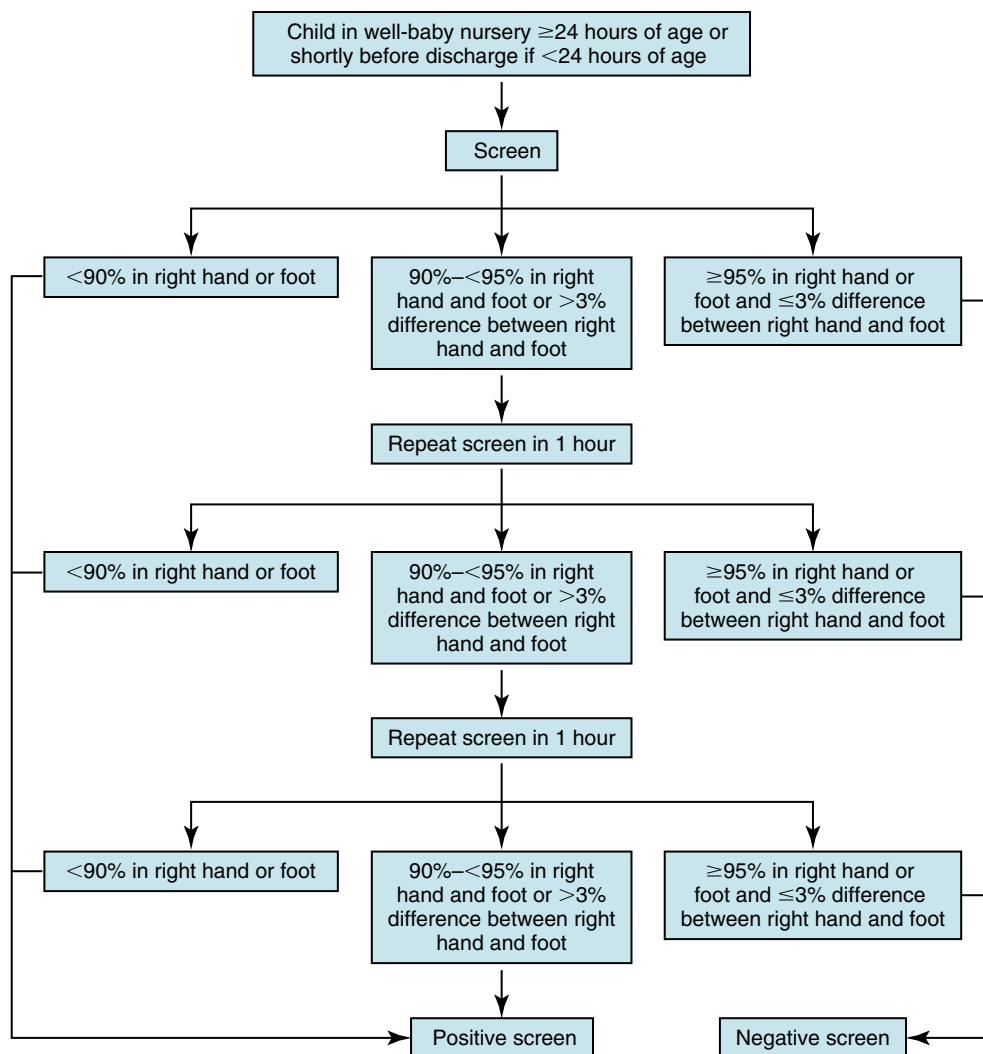 Child in well-baby nursery ≥24 hours of age or
shortly before discharge if <24 hours of age
Screen
<90% in right hand or foot
90%–<95% in right
hand and foot or >3%
difference between right
hand and foot
≥95% in right hand or
foot and ≤3% difference
between right hand and foot
Repeat screen in 1 hour
<90% in right hand or foot
90%–<95% in right
hand and foot or >3%
difference between right
hand and foot
≥95% in right hand or
foot and ≤3% difference
between right hand and foot
Repeat screen in 1 hour
<90% in right hand or foot
90%–<95% in right
hand and foot or >3%
difference between right
hand and foot
≥95% in right hand or
foot and ≤3% difference
between right hand and foot
Positive screen
Negative screen